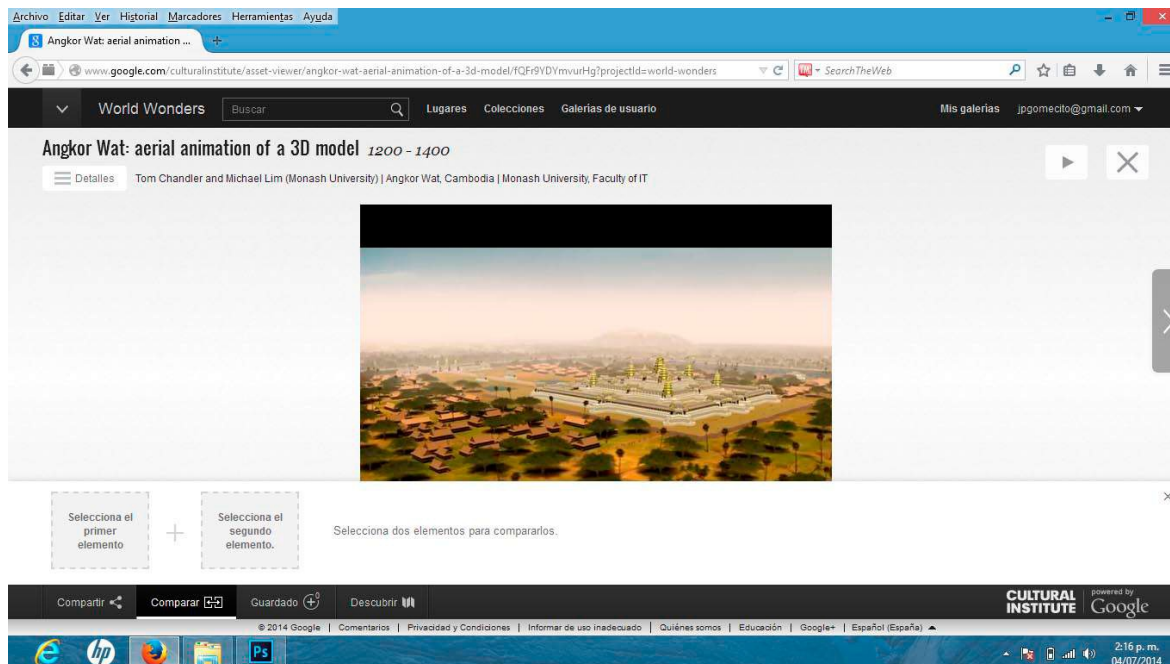 Archivo Editar Ver Historial Marcadores Herramientas Ayuda
8 Angkor Wat: aerial animation ... +
www.google.com/culturalinstitute/asset-viewer/angkor-wat-aerial-animation-of-a-3d-model/fQFr9YDYmvurHg?projectId=world-wonders SearchTheWeb
World Wonders Buscar Lugares Colecciones Galerías de usuario Mis galerías jpgomecito@gmail.com
Angkor Wat: aerial animation of a 3D model 1200 - 1400
Detalles Tom Chandler and Michael Lim (Monash University) | Angkor Wat, Cambodia | Monash University, Faculty of IT
Selecciona el
primer
elemento
+
Selecciona el
segundo
elemento.
Selecciona dos elementos para compararlos.
Compartir Comparar Guardado 0 Descubrir
CULTURAL
INSTITUTE
powered by
Google
© 2014 Google | Comentarios | Privacidad y Condiciones | Informar de uso inadecuado | Quiénes somos | Educación | Google+ | Español (España)
hp Ps
2:16 p. m.
04/07/2014